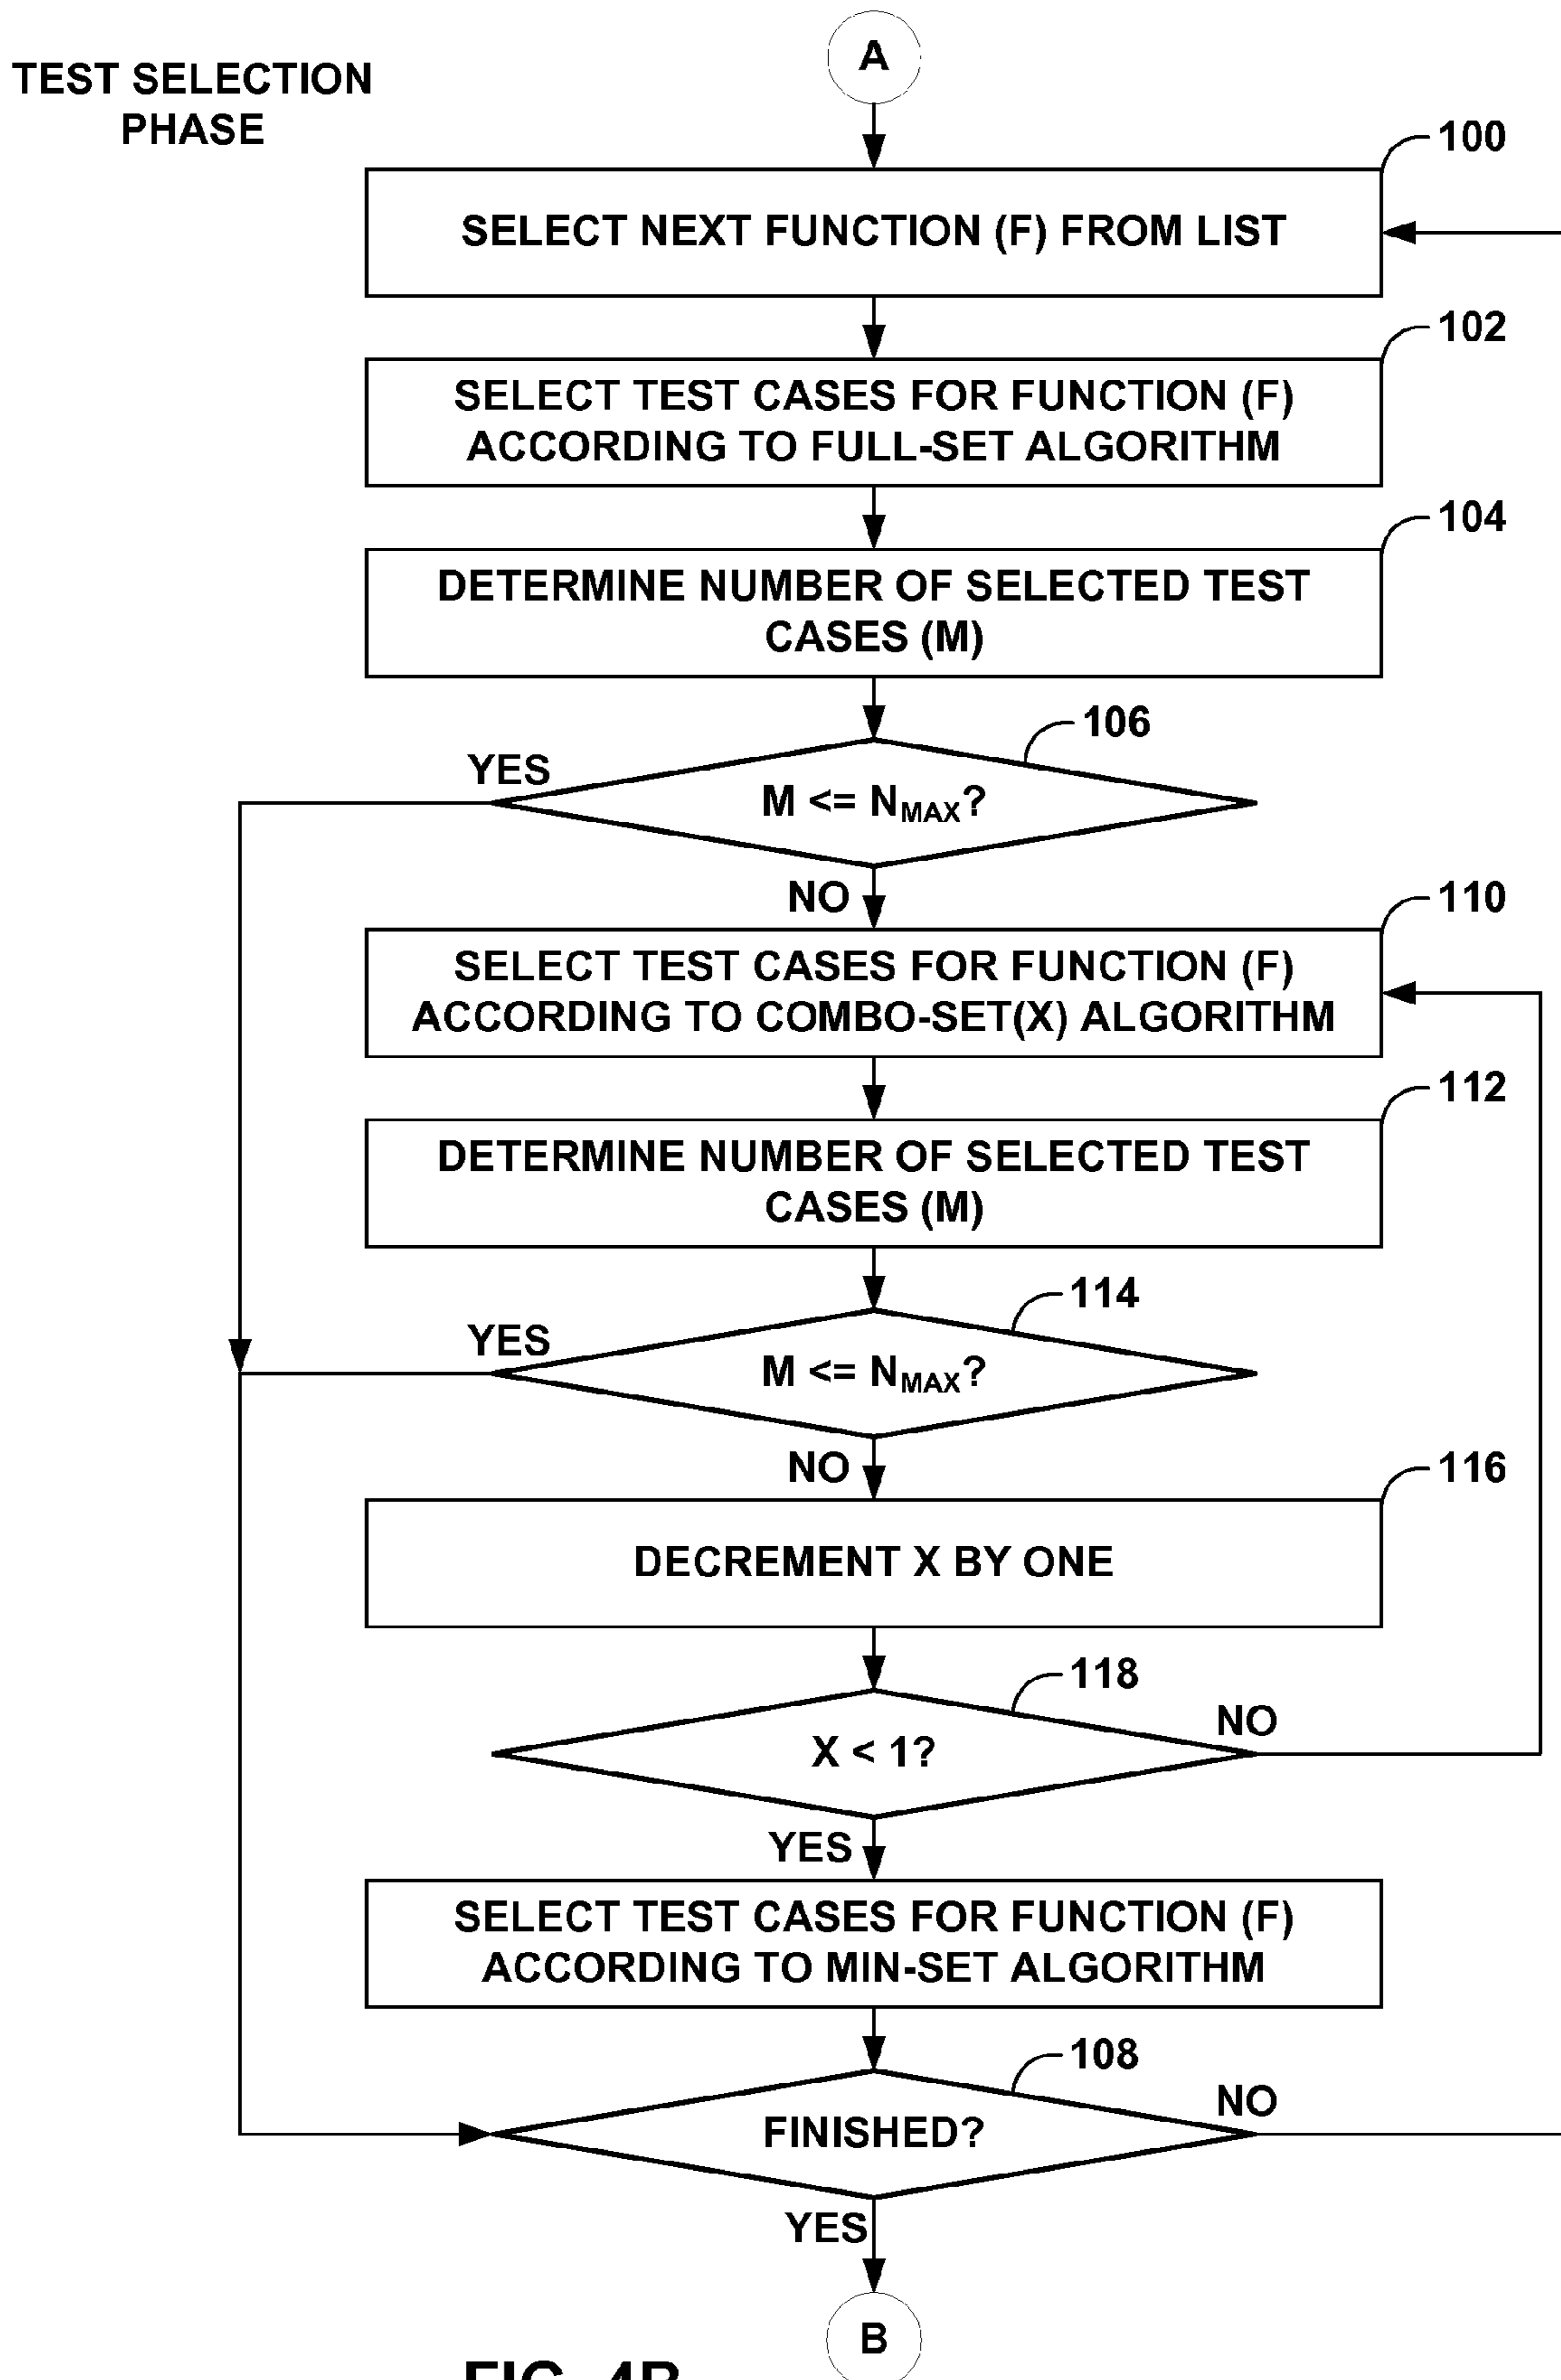 A
TEST SELECTION
PHASE
100
SELECT NEXT FUNCTION (F) FROM LIST
102
SELECT TEST CASES FOR FUNCTION (F)
ACCORDING TO FULL-SET ALGORITHM
104
DETERMINE NUMBER OF SELECTED TEST
CASES (M)
106
YES
M <= NMAX?
NO
110
SELECT TEST CASES FOR FUNCTION (F)
ACCORDING TO COMBO-SET(X) ALGORITHM
112
DETERMINE NUMBER OF SELECTED TEST
CASES (M)
114
YES
M <= NMAX?
NO
116
DECREMENT X BY ONE
118
NO
X < 1?
YES
SELECT TEST CASES FOR FUNCTION (F)
ACCORDING TO MIN-SET ALGORITHM
108
NO
FINISHED?
YES
B
FIG. 4B